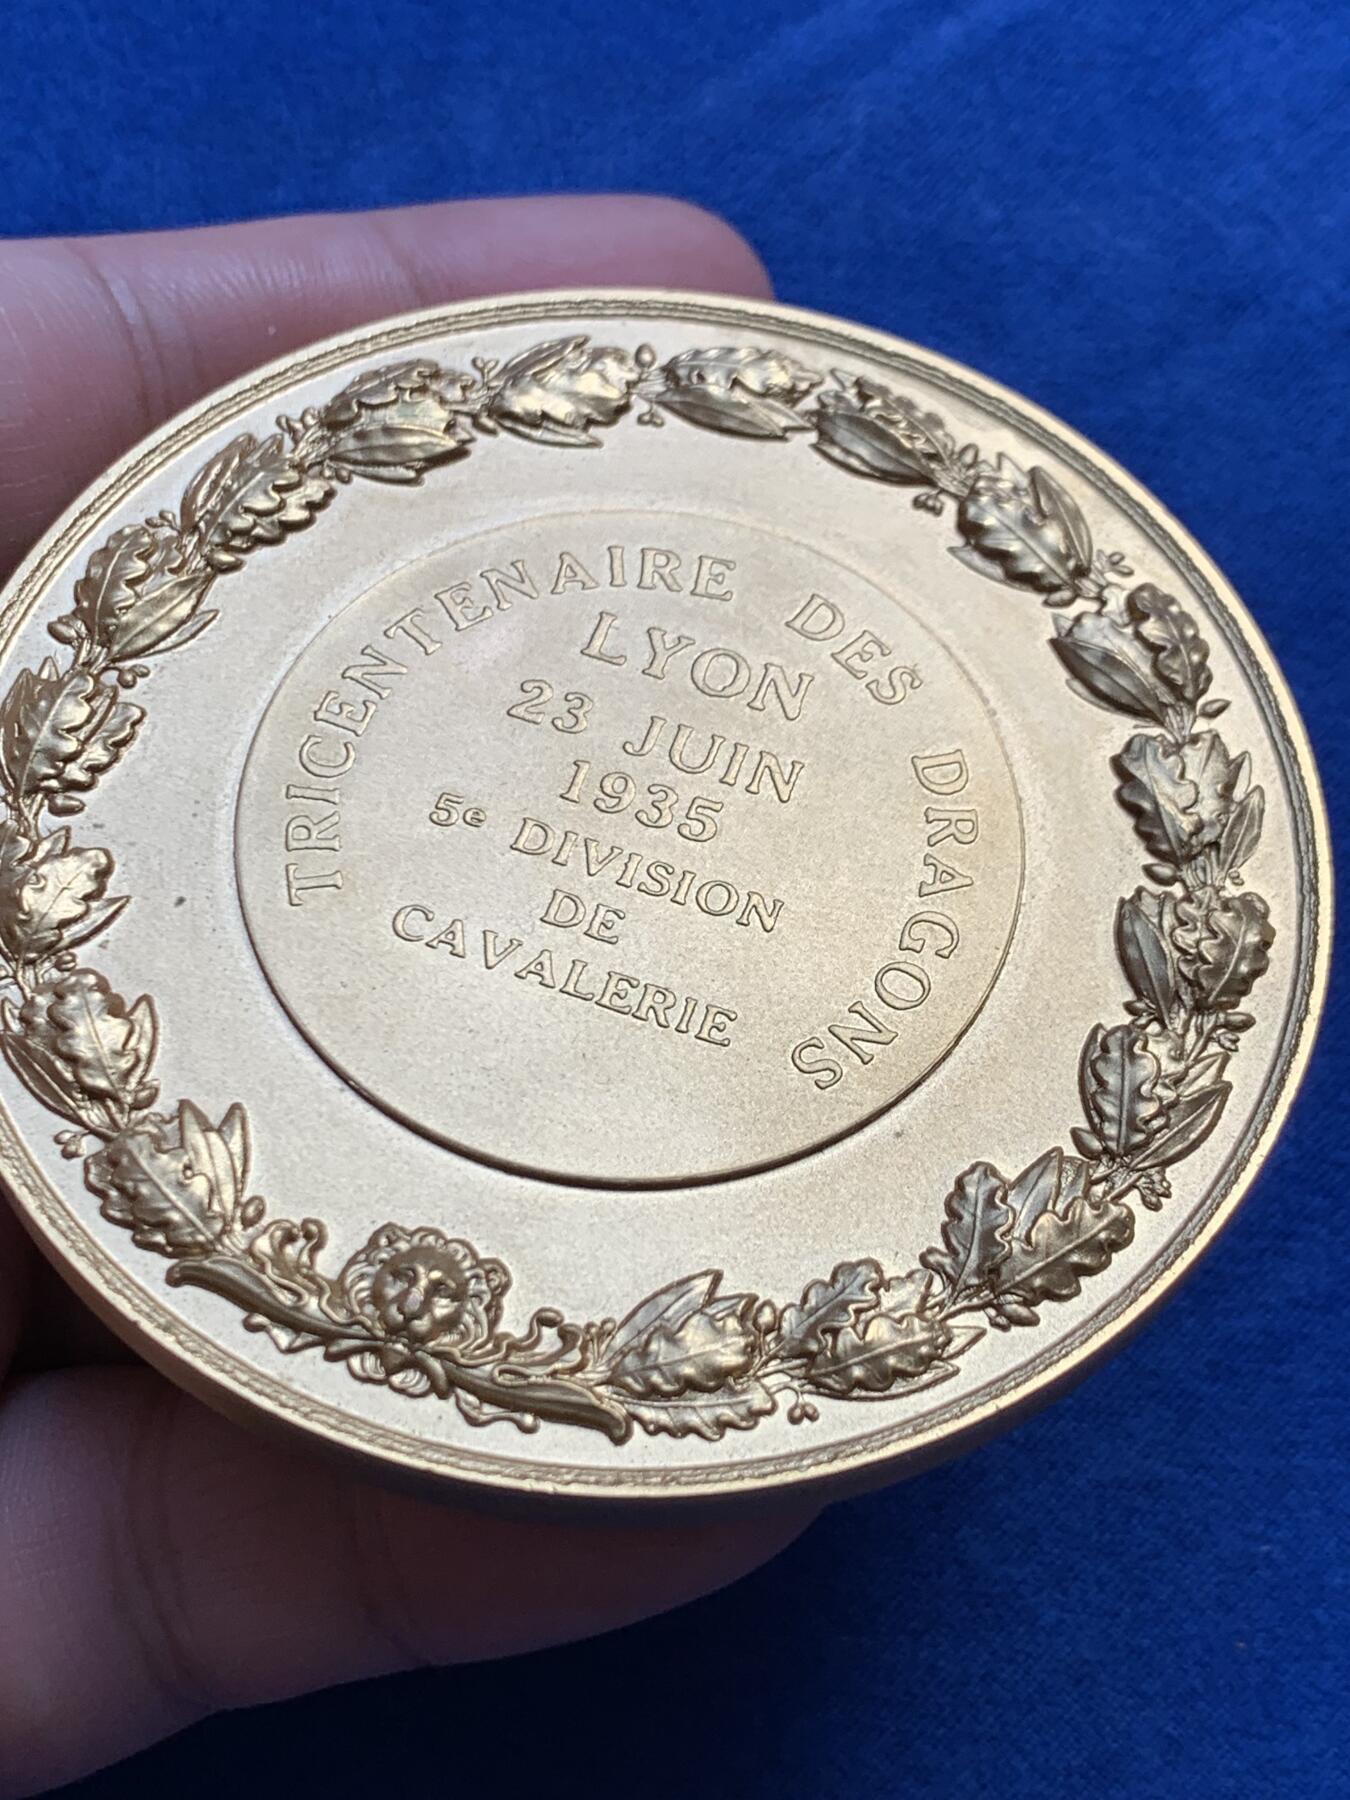 TRICENTENAIRE DES DRAGONS
LYON
23 JUIN
1935
5e DIVISION
DE
CAVALERIE